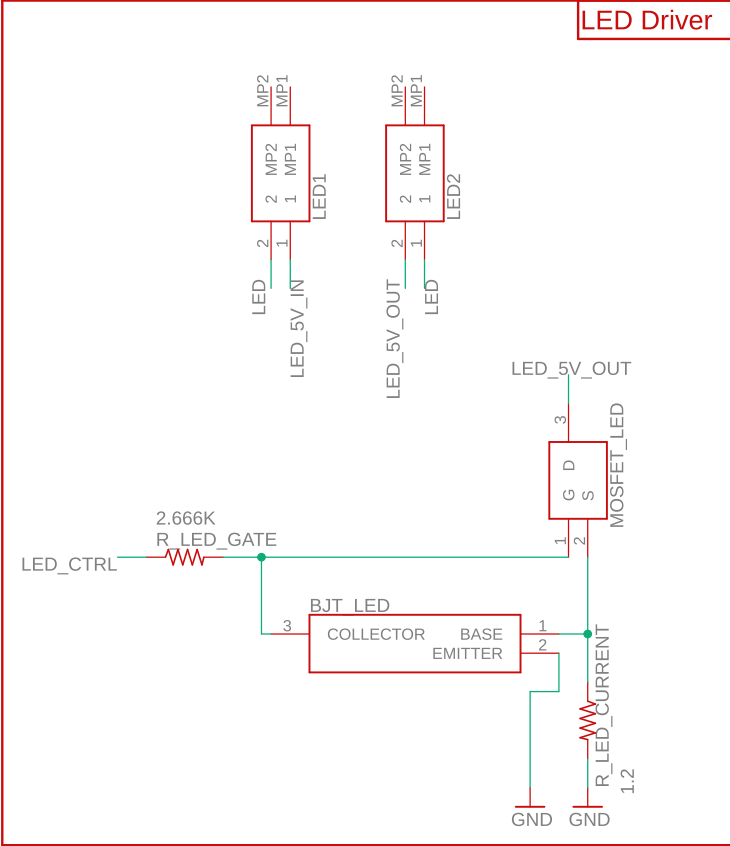 LED Driver
MP2
MP1
MP2
MP1
MP2
MP1
MP2
MP1
2
1
LED1
2
1
LED2
2
1
2
1
LED
LED_5V_IN
LED_5V_OUT
LED
LED_5V_OUT
3
D
G
S
MOSFET_LED
1
2
2.666K
R_LED_GATE
LED_CTRL
BJT_LED
3
COLLECTOR
BASE
1
EMITTER
2
R_LED_CURRENT
1.2
GND
GND